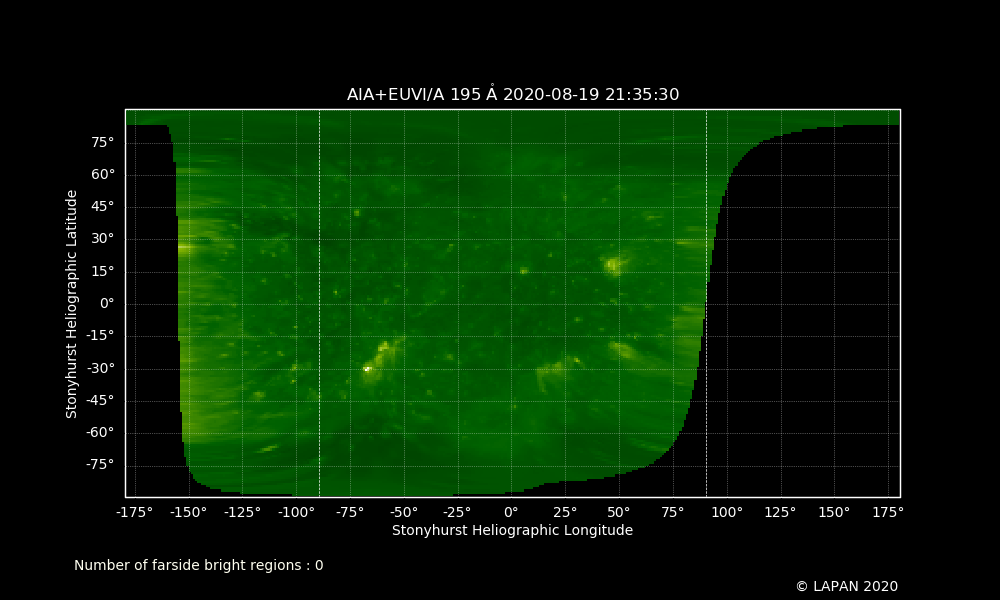 AIA+EUVI/A 195 Å 2020-08-19 21:35:30
75°
60°
45°
30°
15°
0°
-15°
-30°
-45°
-60°
-75°
Stonyhurst Heliographic Latitude
-175° -150° -125° -100° -75° -50° -25° 0° 25° 50° 75° 100° 125° 150° 175°
Stonyhurst Heliographic Longitude
Number of farside bright regions : 0
© LAPAN 2020